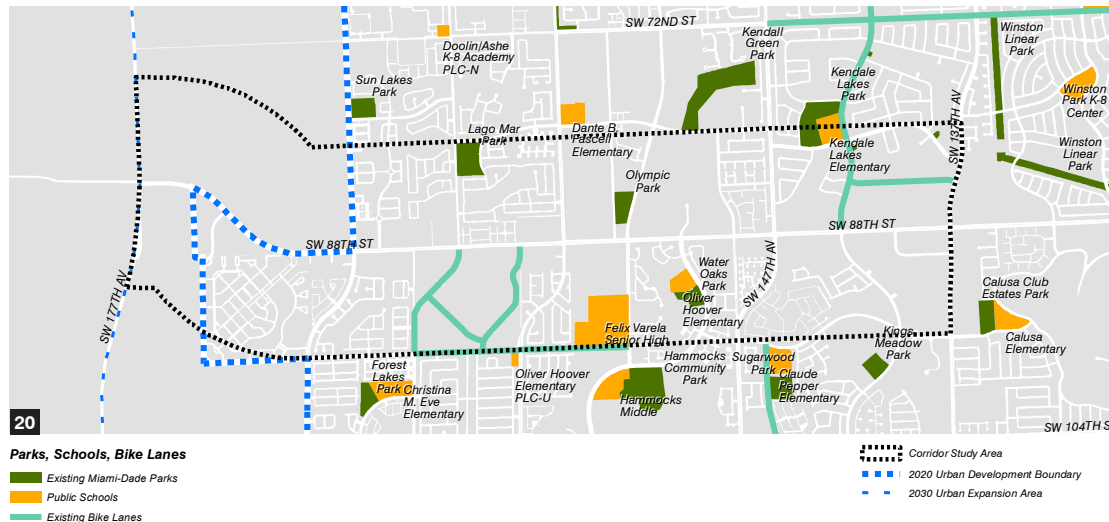 SW 72ND ST
Doolin/Ashe
K-8 Academy
PLC-N
Kendall
Green
Park
Winston
Linear
Park
Sun Lakes
Park
Kendale
Lakes
Park
Winston
Park K-8
Center
SW 137TH AV
Lago Mar
Park
Dante B.
Fascell
Elementary
Kendale
Lakes
Elementary
Winston
Linear
Park
Olympic
Park
SW 88TH ST
SW 88TH ST
SW 177TH AV
Water
Oaks
Park
Oliver
Hoover
Elementary
SW 147TH AV
Calusa Club
Estates Park
Felix Varela
Senior High
Kings
Meadow
Park
Calusa
Elementary
Forest
Lakes
Park
Christina
M. Eve
Elementary
Oliver Hoover
Elementary
PLC-U
Hammocks
Community
Park
Sugarwood
Park
Claude
Pepper
Elementary
Hammocks
Middle
SW 104TH S
20
Parks, Schools, Bike Lanes
Existing Miami-Dade Parks
Public Schools
Existing Bike Lanes
Corridor Study Area
2020 Urban Development Boundary
2030 Urban Expansion Area